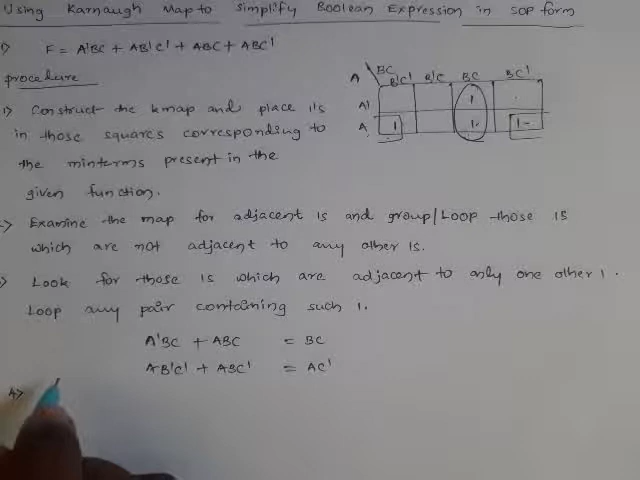 Using Karnaugh Map to Simplify Boolean Expression in SOP form
1) F = A'BC + AB'C' + ABC + ABC'
procedure
A \ BC B'C' B'C BC BC'
A' 1
A 1 1 1
1) Construct the kmap and place 1s
in those squares corresponding to
the minterms present in the
given function.
2) Examine the map for adjacent 1s and group/Loop those 1s
which are not adjacent to any other 1s.
3) Look for those 1s which are adjacent to only one other 1.
Loop any pair containing such 1.
A'BC + ABC = BC
AB'C' + ABC' = AC'
4)